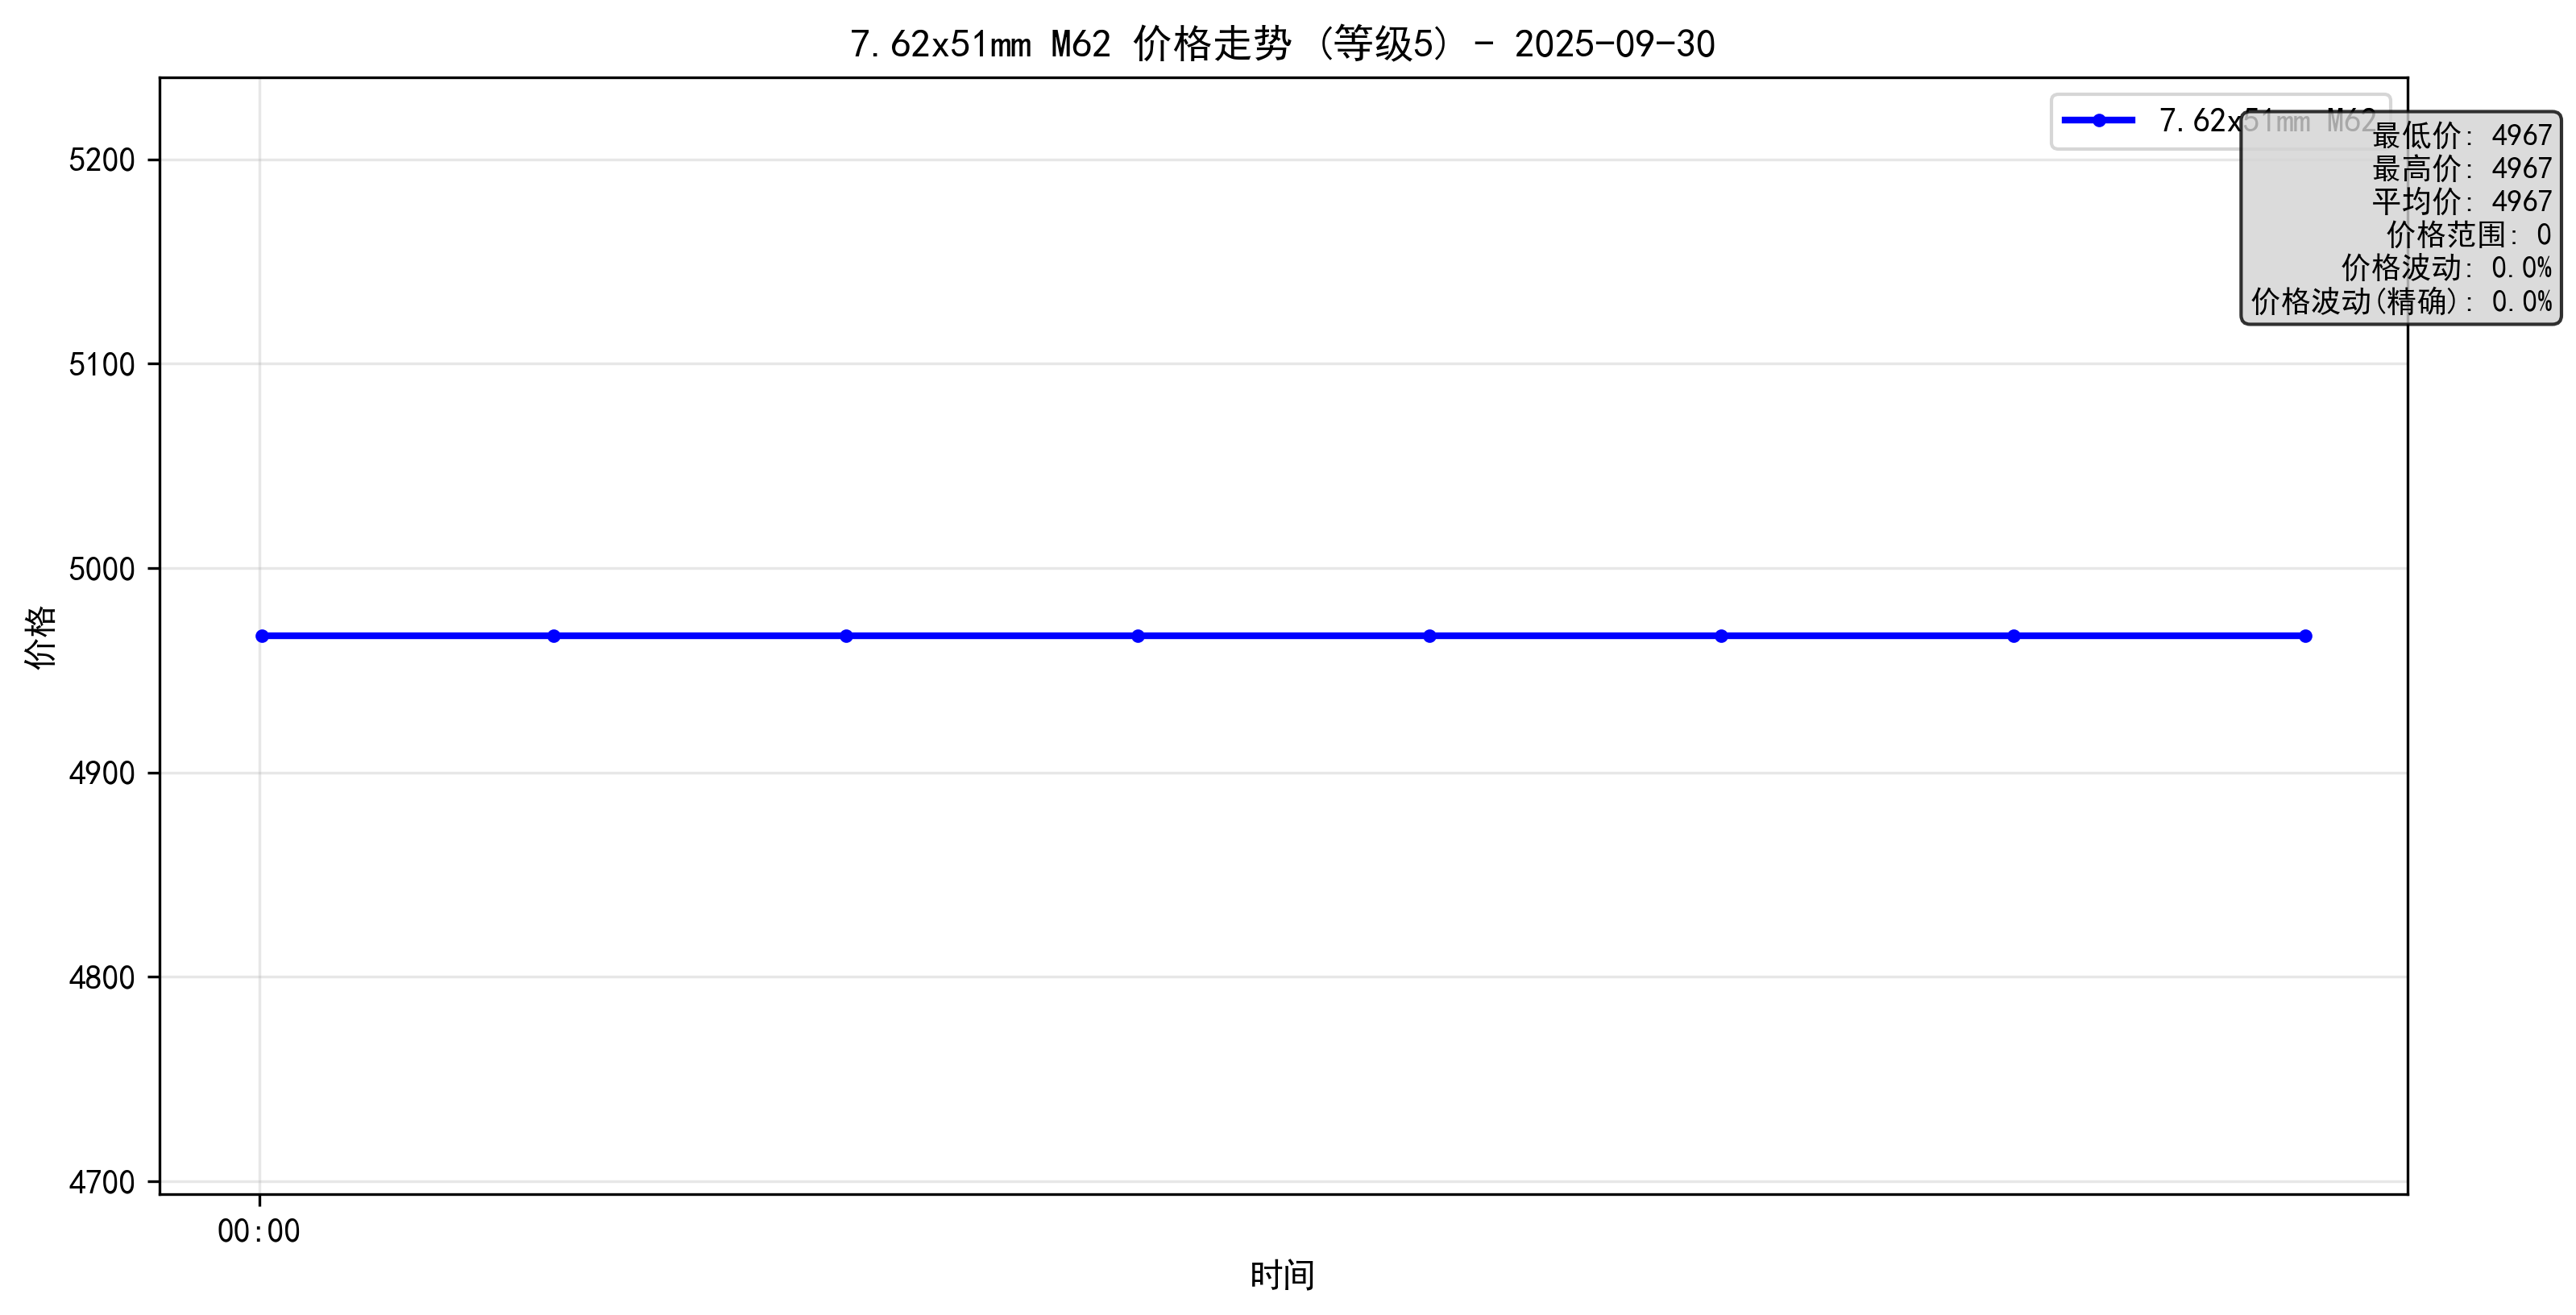 7.62x51mm M62 价格走势 (等级5) - 2025-09-30
7.62x51mm M62
最低价: 4967
最高价: 4967
平均价: 4967
价格范围: 0
价格波动: 0.0%
价格波动(精确): 0.0%
5200
5100
5000
4900
4800
4700
价格
00:00
时间